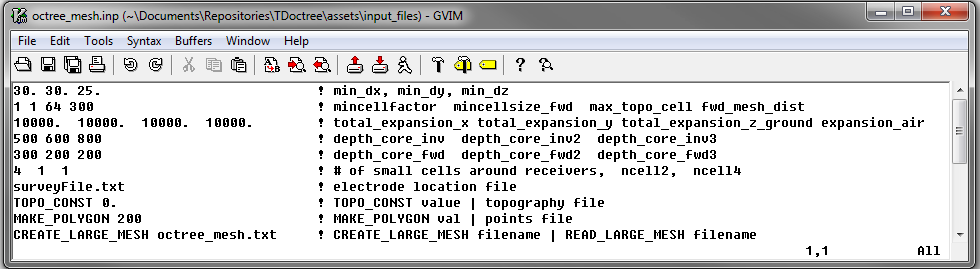 octree_mesh.inp (~\Documents\Repositories\TDoctree\assets\input_files) - GVIM
File Edit Tools Syntax Buffers Window Help
30. 30. 25. ! min_dx, min_dy, min_dz
1 1 64 300 ! mincellfactor mincellsize_fwd max_topo_cell fwd_mesh_dist
10000. 10000. 10000. 10000. ! total_expansion_x total_expansion_y total_expansion_z_ground expansion_air
500 600 800 ! depth_core_inv depth_core_inv2 depth_core_inv3
300 200 200 ! depth_core_fwd depth_core_fwd2 depth_core_fwd3
4 1 1 ! # of small cells around receivers, ncell2, ncell4
surveyFile.txt ! electrode location file
TOPO_CONST 0. ! TOPO_CONST value | topography file
MAKE_POLYGON 200 ! MAKE_POLYGON val | points file
CREATE_LARGE_MESH octree_mesh.txt ! CREATE_LARGE_MESH filename | READ_LARGE_MESH filename
1,1 All